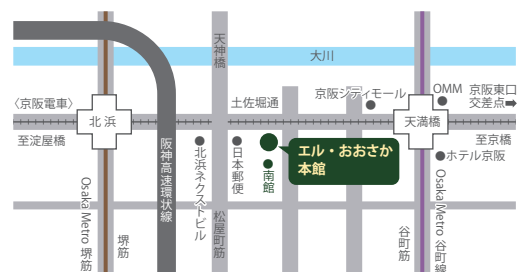 天神橋
大川
〈京阪電車〉
北浜
土佐堀通
京阪シティモール
OMM
京阪東口
交差点➡
天満橋
至淀屋橋
至京橋
阪神高速環状線
北浜ネクストビル
日本郵便
南館
エル・おおさか
本館
ホテル京阪
Osaka Metro 堺筋
堺筋
松屋町筋
谷町筋
Osaka Metro 谷町線